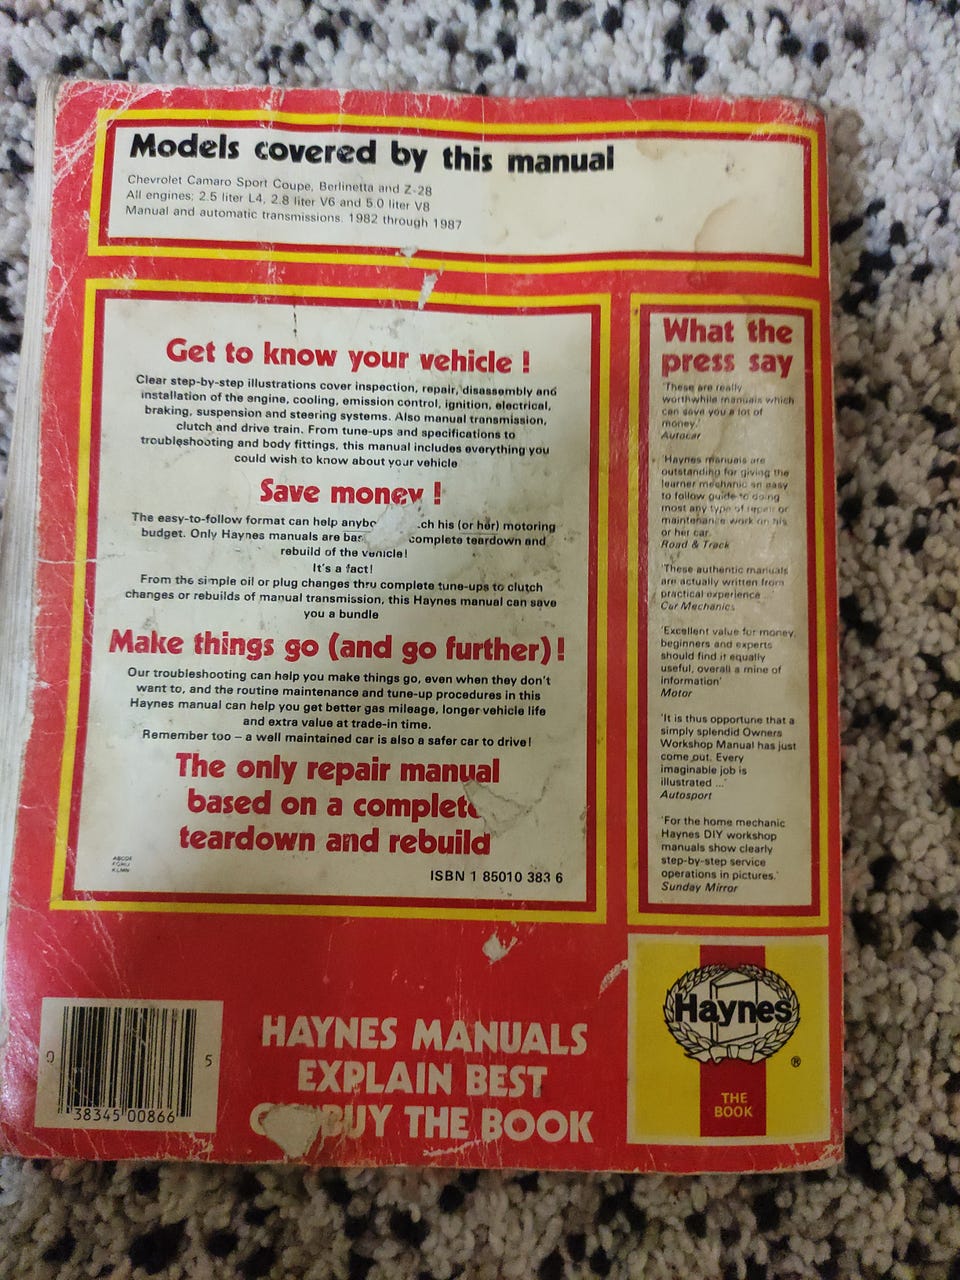 Models covered by this manual
Chevrolet Camaro Sport Coupe, Berlinetta and Z-28
All engines; 2.5 liter L4, 2.8 liter V6 and 5.0 liter V8
Manual and automatic transmissions. 1982 through 1987
Get to know your vehicle !
Clear step-by-step illustrations cover inspection, repair, disassembly and
installation of the engine, cooling, emission control, ignition, electrical,
braking, suspension and steering systems. Also manual transmission,
clutch and drive train. From tune-ups and specifications to
troubleshooting and body fittings, this manual includes everything you
could wish to know about your vehicle
Save money !
The easy-to-follow format can help anybo ch his (or her) motoring
budget. Only Haynes manuals are bas complete teardown and
rebuild of the vehicle!
It's a fact!
From the simple oil or plug changes thru complete tune-ups to clutch
changes or rebuilds of manual transmission, this Haynes manual can save
you a bundle
Make things go (and go further) !
Our troubleshooting can help you make things go, even when they don't
want to, and the routine maintenance and tune-up procedures in this
Haynes manual can help you get better gas mileage, longer vehicle life
and extra value at trade-in time.
Remember too – a well maintained car is also a safer car to drive!
The only repair manual
based on a complete
teardown and rebuild
ABCDE
FGHIJ
KLMN
ISBN 1 85010 383 6
What the
press say
'These are really
worthwhile manuals which
can save you a lot of
money.'
Autocar
'Haynes manuals are
outstanding for giving the
learner mechanic an easy
to follow guide to doing
most any type of repair or
maintenance work on his
or her car.
Road & Track
'These authentic manuals
are actually written from
practical experience ...
Car Mechanics
'Excellent value for money,
beginners and experts
should find it equally
useful, overall a mine of
information'
Motor
'It is thus opportune that a
simply splendid Owners
Workshop Manual has just
come out. Every
imaginable job is
illustrated ...'
Autosport
'For the home mechanic
Haynes DIY workshop
manuals show clearly
step-by-step service
operations in pictures.'
Sunday Mirror
0 38345 00866 5
HAYNES MANUALS
EXPLAIN BEST
BUY THE BOOK
Haynes
®
THE
BOOK